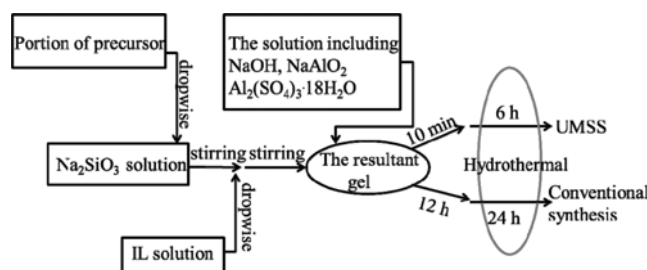 Portion of precursor
dropwise
The solution including
NaOH, NaAlO₂
Al₂(SO₄)₃·18H₂O
Na₂SiO₃ solution
stirring stirring
dropwise
IL solution
The resultant
gel
10 min
12 h
6 h
Hydrothermal
24 h
UMSS
Conventional
synthesis